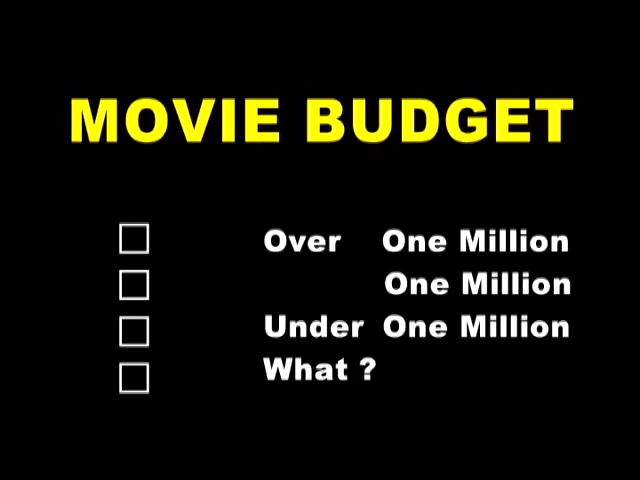 MOVIE BUDGET
Over One Million
One Million
Under One Million
What ?